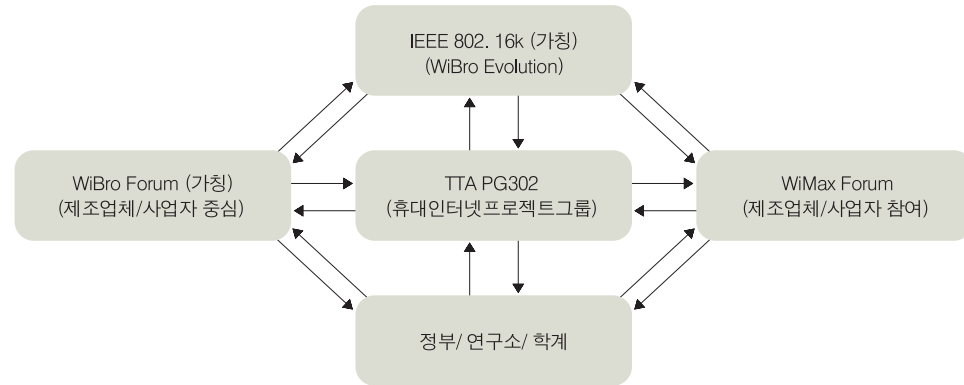 IEEE 802. 16k (가칭)
(WiBro Evolution)
WiBro Forum (가칭)
(제조업체/사업자 중심)
TTA PG302
(휴대인터넷프로젝트그룹)
WiMax Forum
(제조업체/사업자 참여)
정부/ 연구소/ 학계